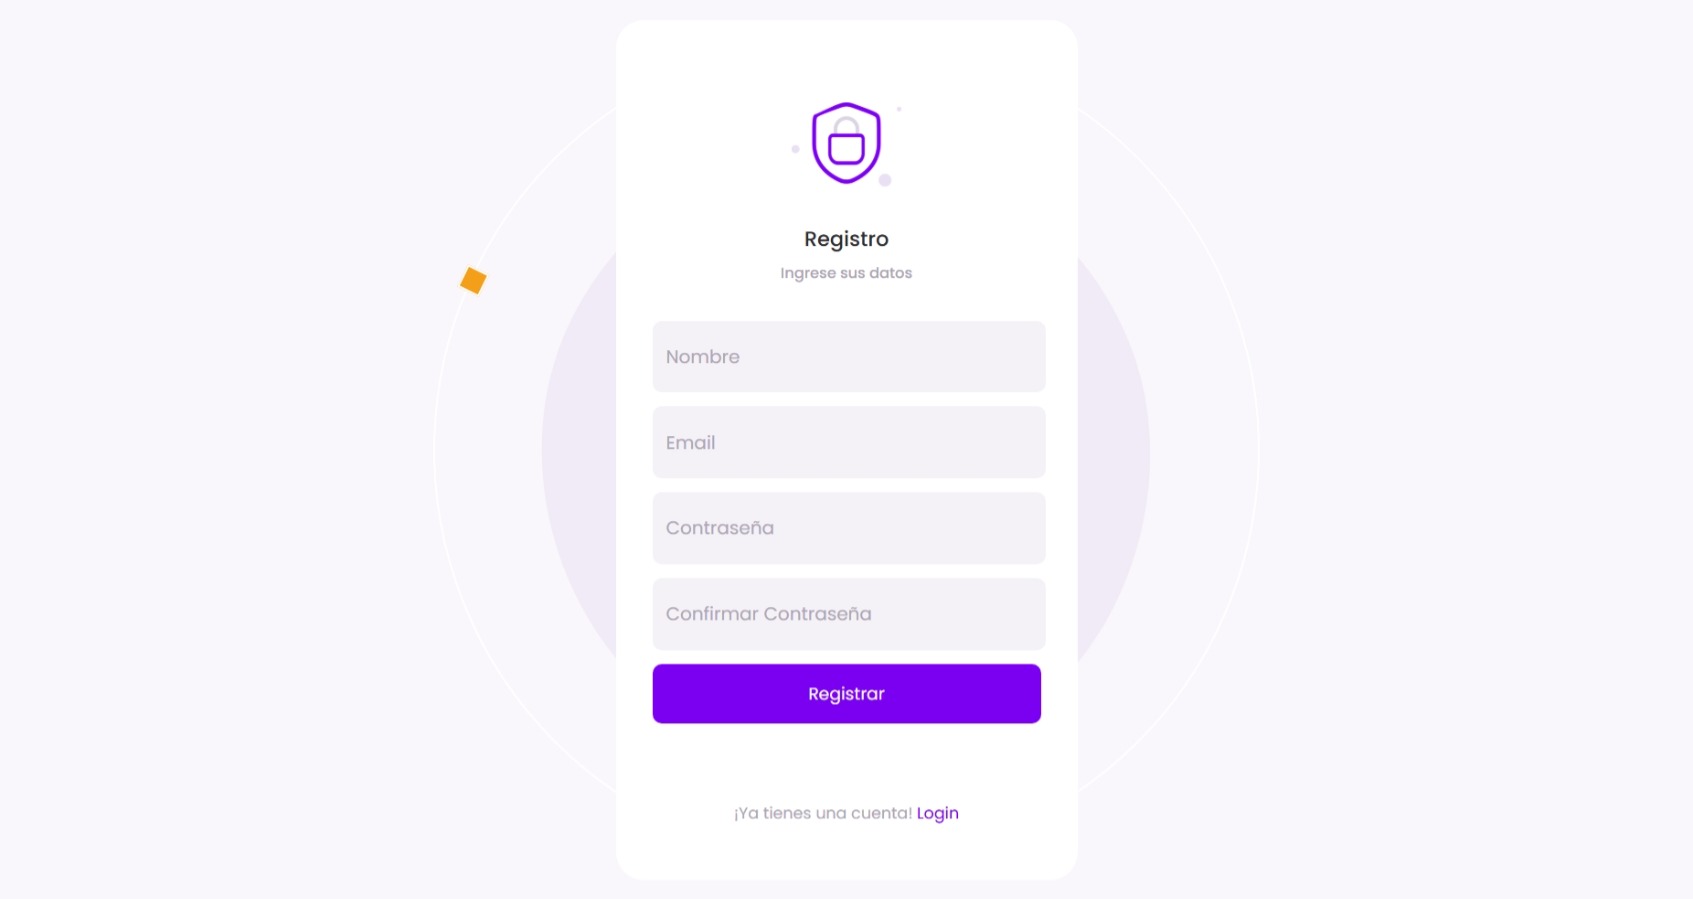 Registro
Ingrese sus datos
Nombre
Email
Contraseña
Confirmar Contraseña
Registrar
¡Ya tienes una cuenta! Login